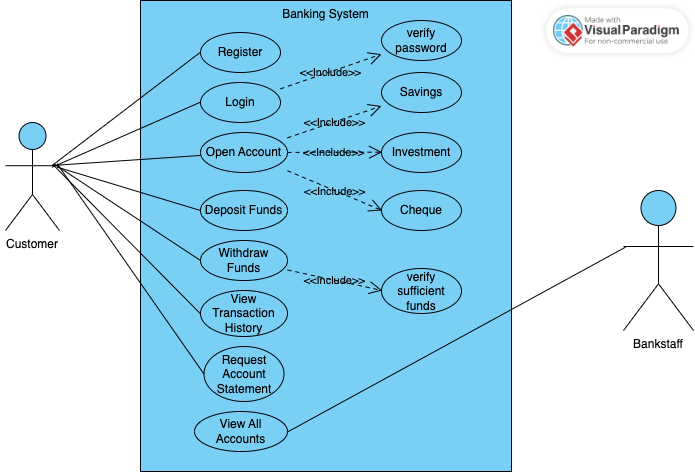 Banking System
Made with
VisualParadigm
For non-commercial use
Register
verify
password
<<Include>>
Login
Savings
<<Include>>
Open Account
<<Include>>
Investment
<<Include>>
Deposit Funds
Cheque
Customer
Withdraw
Funds
<<Include>>
verify
sufficient
funds
View
Transaction
History
Bankstaff
Request
Account
Statement
View All
Accounts